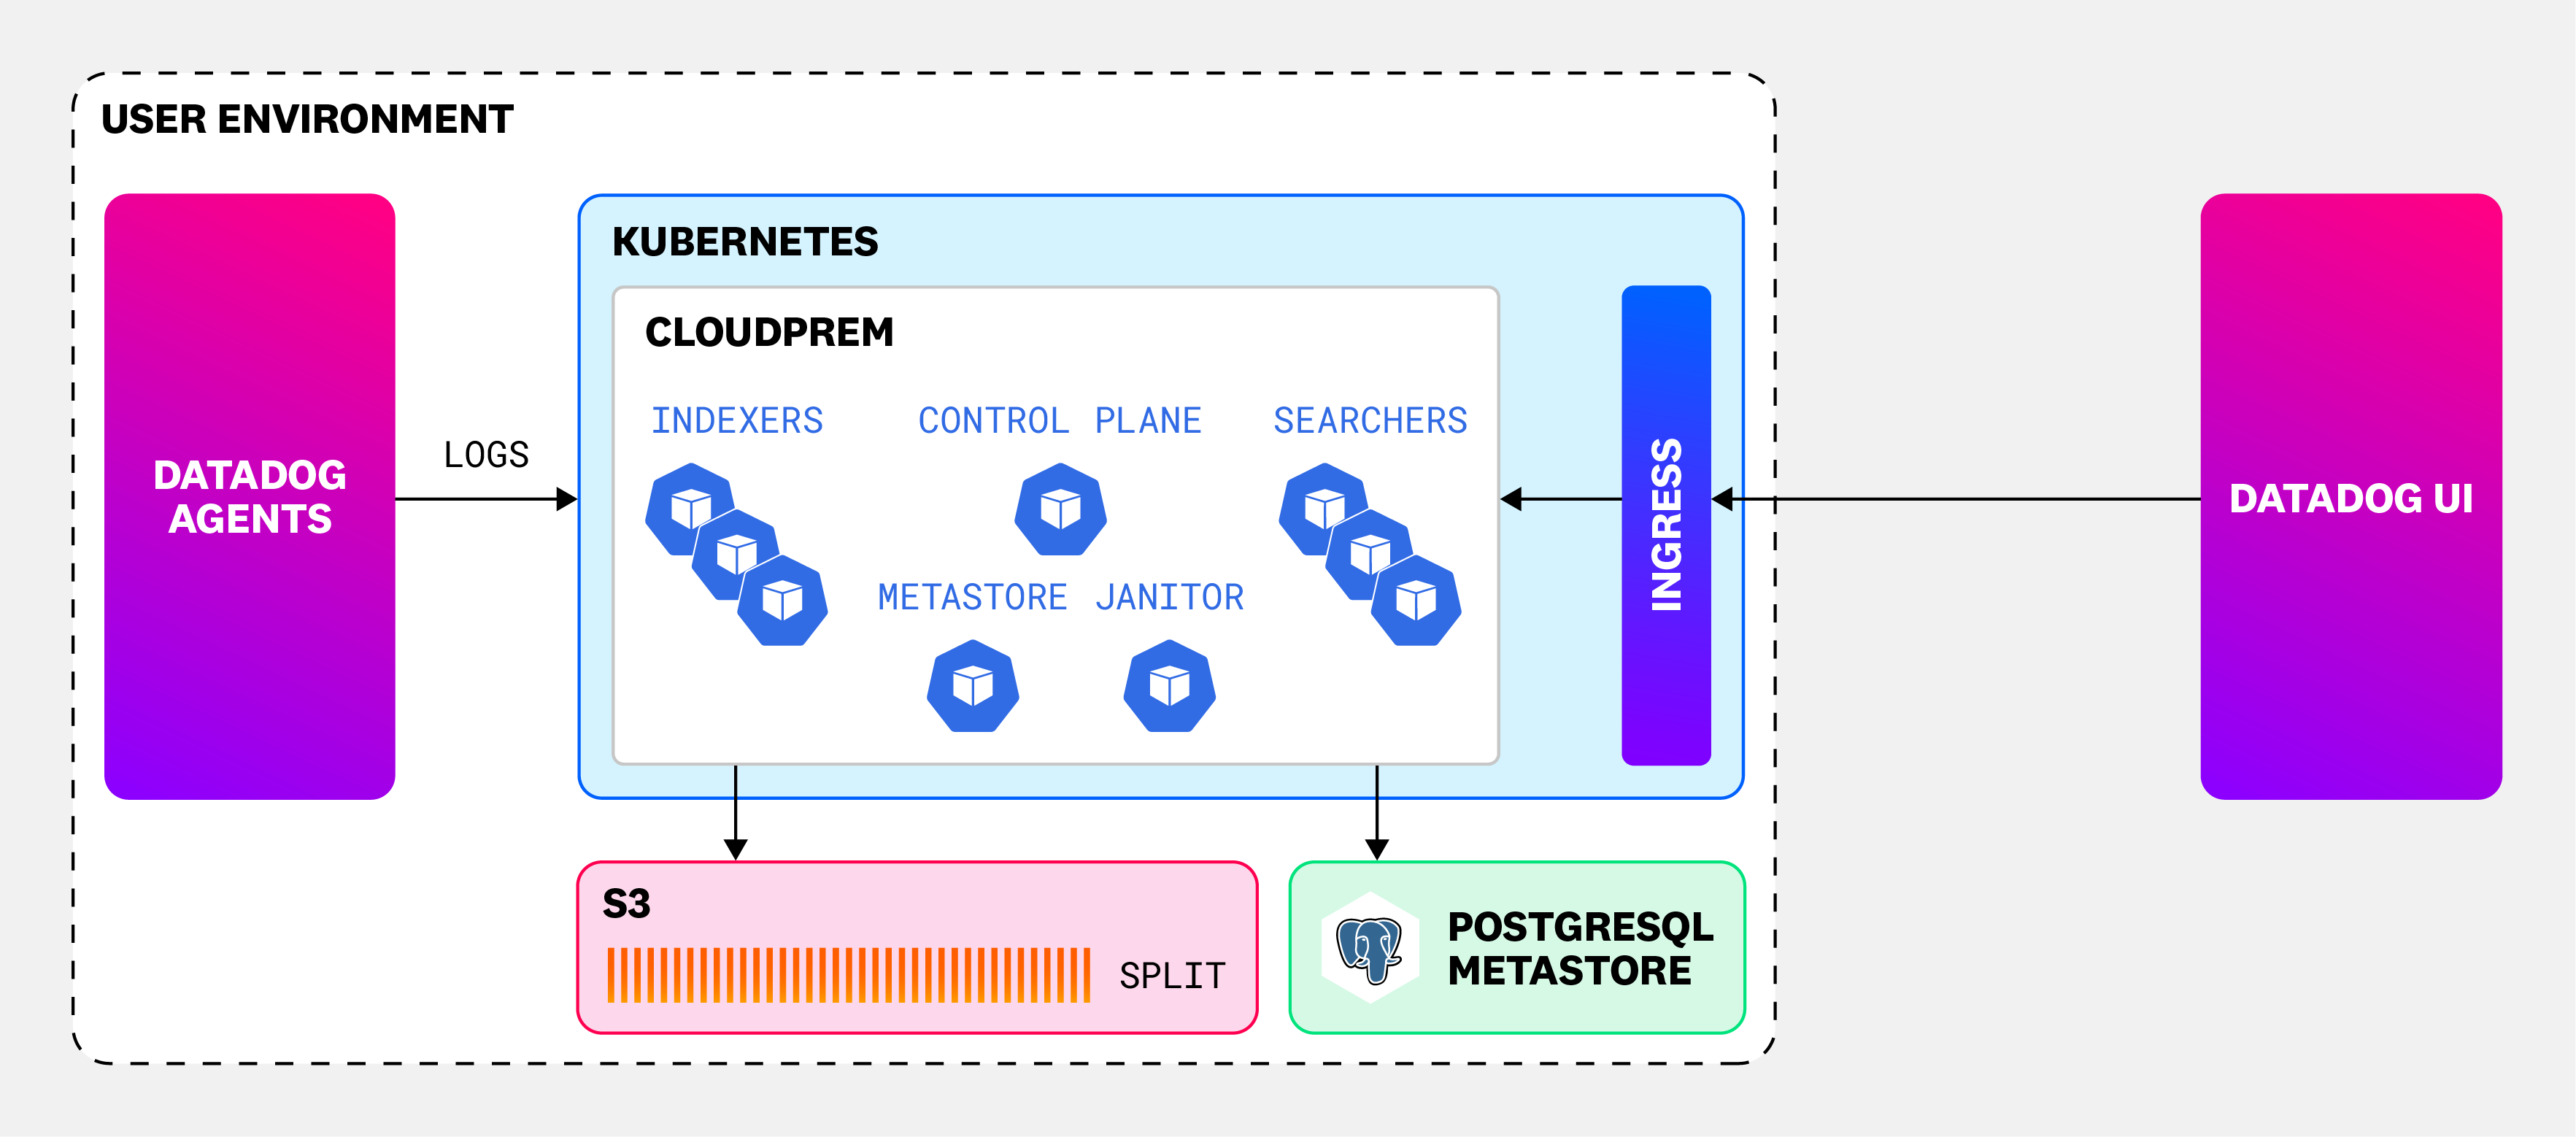 USER ENVIRONMENT
DATADOG
AGENTS
LOGS
KUBERNETES
CLOUDPREM
INDEXERS
CONTROL PLANE
SEARCHERS
METASTORE
JANITOR
INGRESS
DATADOG UI
S3
SPLIT
POSTGRESQL
METASTORE